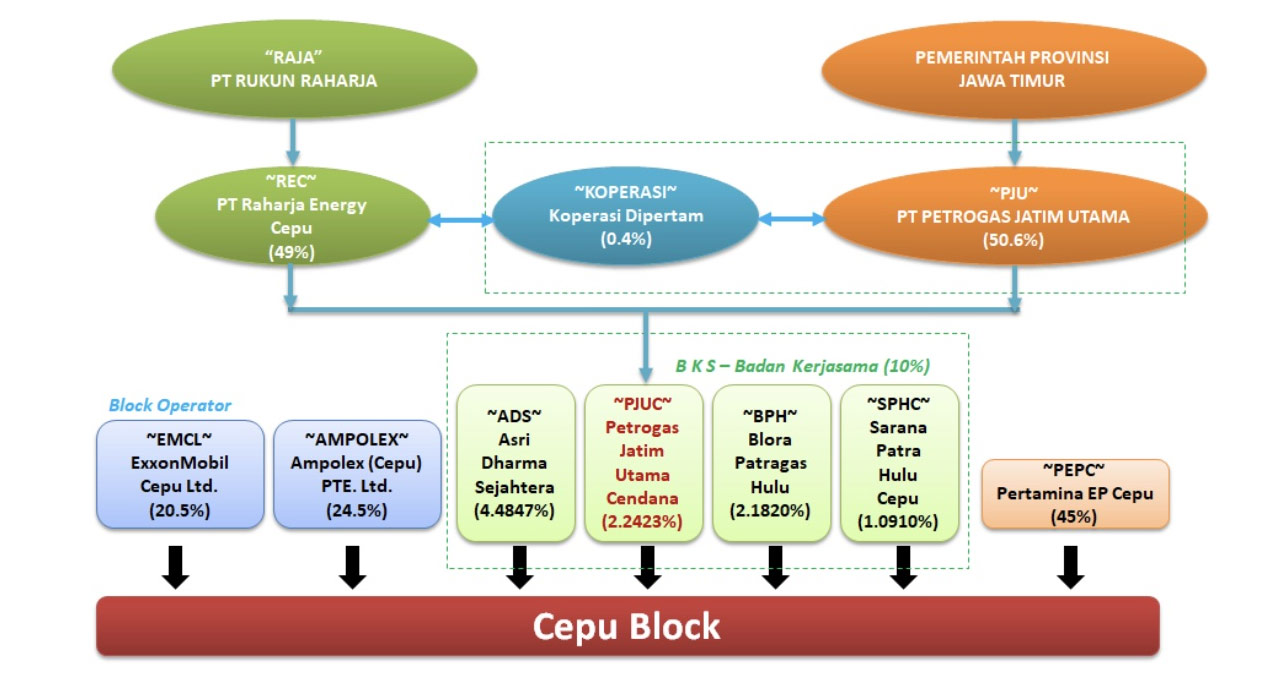 “RAJA”
PT RUKUN RAHARJA
PEMERINTAH PROVINSI
JAWA TIMUR
~REC~
PT Raharja Energy
Cepu
(49%)
~KOPERASI~
Koperasi Dipertam
(0.4%)
~PJU~
PT PETROGAS JATIM UTAMA
(50.6%)
B K S – Badan Kerjasama (10%)
Block Operator
~EMCL~
ExxonMobil
Cepu Ltd.
(20.5%)
~AMPOLEX~
Ampolex (Cepu)
PTE. Ltd.
(24.5%)
~ADS~
Asri
Dharma
Sejahtera
(4.4847%)
~PJUC~
Petrogas
Jatim
Utama
Cendana
(2.2423%)
~BPH~
Blora
Patragas
Hulu
(2.1820%)
~SPHC~
Sarana
Patra
Hulu
Cepu
(1.0910%)
~PEPC~
Pertamina EP Cepu
(45%)
Cepu Block